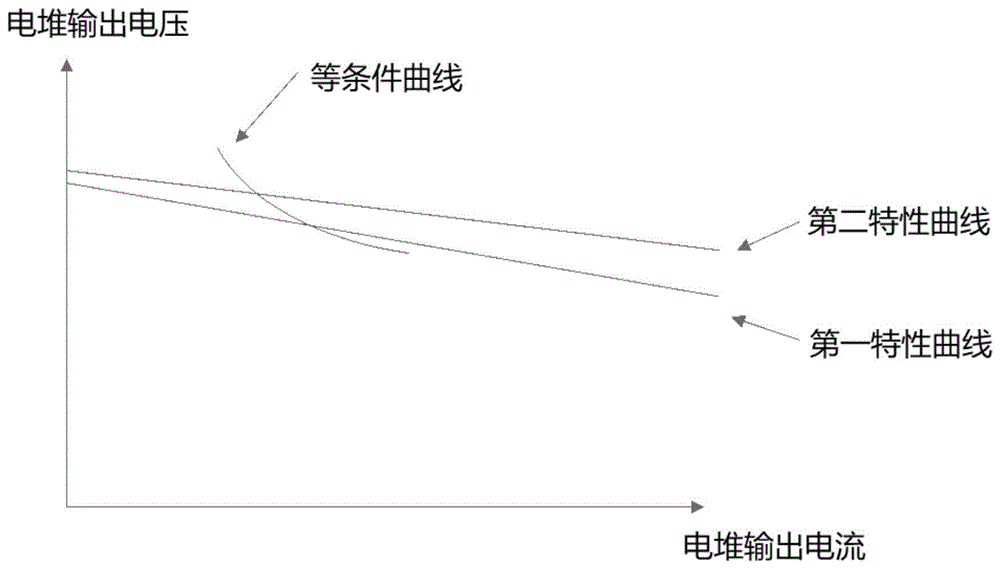 电堆输出电压
等条件曲线
第二特性曲线
第一特性曲线
电堆输出电流